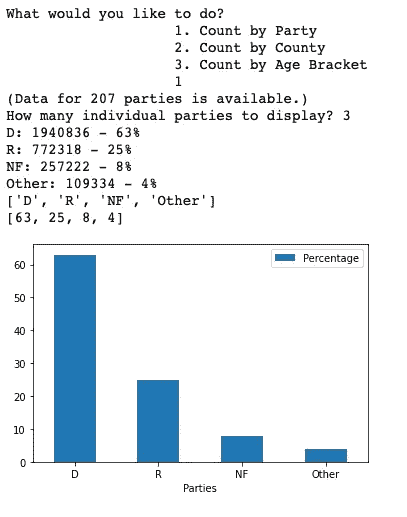 What would you like to do?
1. Count by Party
2. Count by County
3. Count by Age Bracket
1
(Data for 207 parties is available.)
How many individual parties to display? 3
D: 1940836 - 63%
R: 772318 - 25%
NF: 257222 - 8%
Other: 109334 - 4%
['D', 'R', 'NF', 'Other']
[63, 25, 8, 4]
Percentage
60
50
40
30
20
10
0
D R NF Other
Parties